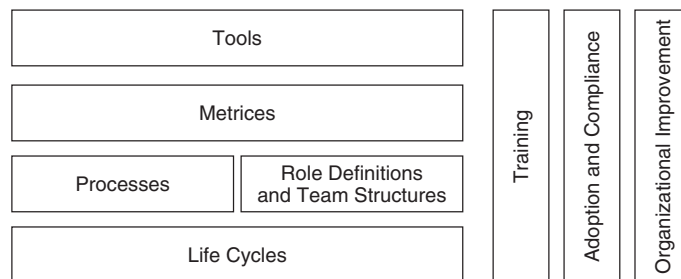 Tools
Metrices
Processes
Role Definitions
and Team Structures
Life Cycles
Training
Adoption and Compliance
Organizational Improvement